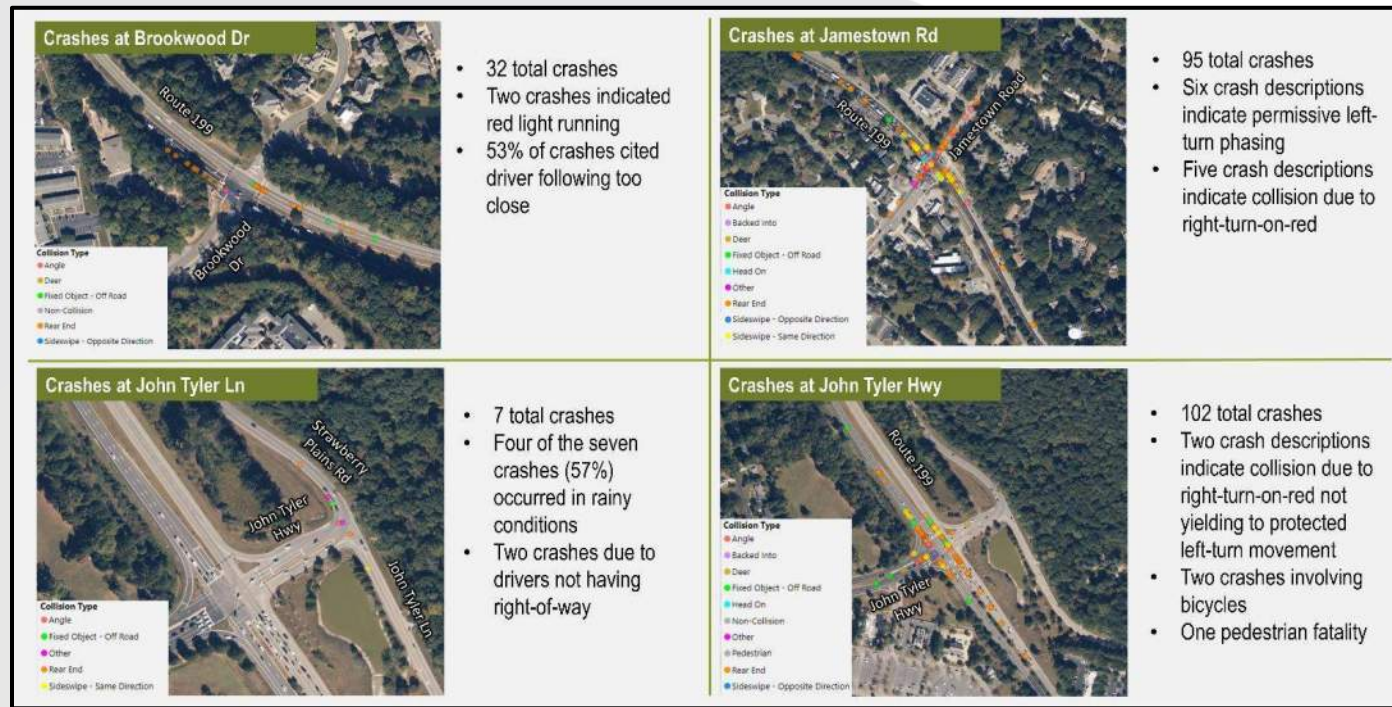 Crashes at Brookwood Dr
Route 199
Brookwood
Dr
Collision Type
Angle
Deer
Fixed Object - Off Road
Non-Collision
Rear End
Sideswipe - Opposite Direction
• 32 total crashes
• Two crashes indicated
red light running
• 53% of crashes cited
driver following too
close
Crashes at Jamestown Rd
Route 199
Jamestown Road
Collision Type
Angle
Backed Into
Deer
Fixed Object - Off Road
Head On
Other
Rear End
Sideswipe - Opposite Direction
Sideswipe - Same Direction
• 95 total crashes
• Six crash descriptions
indicate permissive left-
turn phasing
• Five crash descriptions
indicate collision due to
right-turn-on-red
Crashes at John Tyler Ln
Strawberry
Plains Rd
John Tyler
Hwy
John Tyler Ln
Collision Type
Angle
Fixed Object - Off Road
Other
Rear End
Sideswipe - Same Direction
• 7 total crashes
• Four of the seven
crashes (57%)
occurred in rainy
conditions
• Two crashes due to
drivers not having
right-of-way
Crashes at John Tyler Hwy
Route 199
John Tyler
Hwy
Collision Type
Angle
Backed Into
Deer
Fixed Object - Off Road
Head On
Non-Collision
Other
Pedestrian
Rear End
Sideswipe - Opposite Direction
• 102 total crashes
• Two crash descriptions
indicate collision due to
right-turn-on-red not
yielding to protected
left-turn movement
• Two crashes involving
bicycles
• One pedestrian fatality